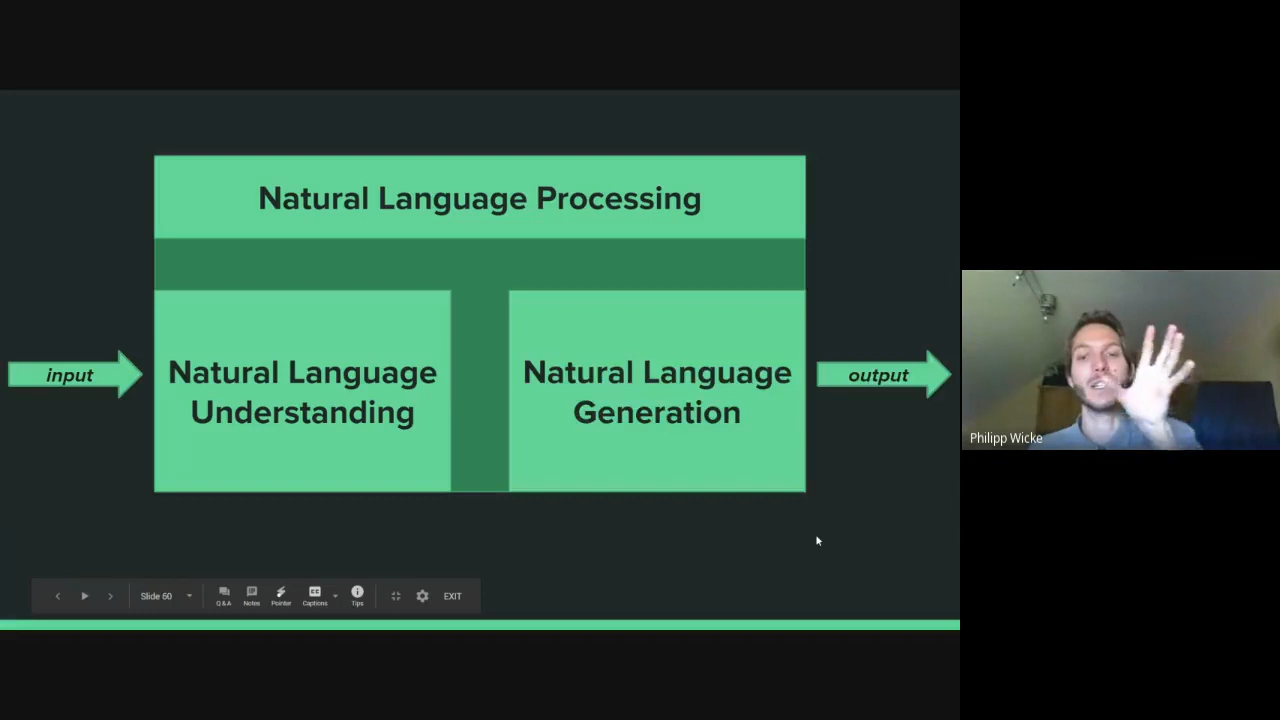 Natural Language Processing
input
Natural Language
Understanding
Natural Language
Generation
output
Philipp Wicke
Slide 60
Q & A
Notes
Pointer
Captions
Tips
EXIT